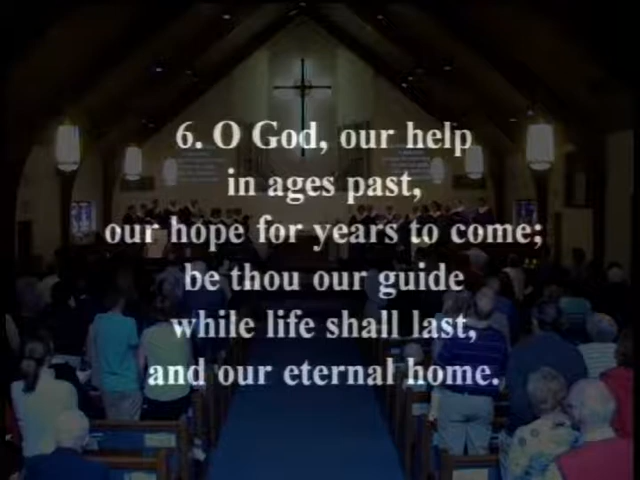 6. O God, our help
in ages past,
our hope for years to come;
be thou our guide
while life shall last,
and our eternal home.